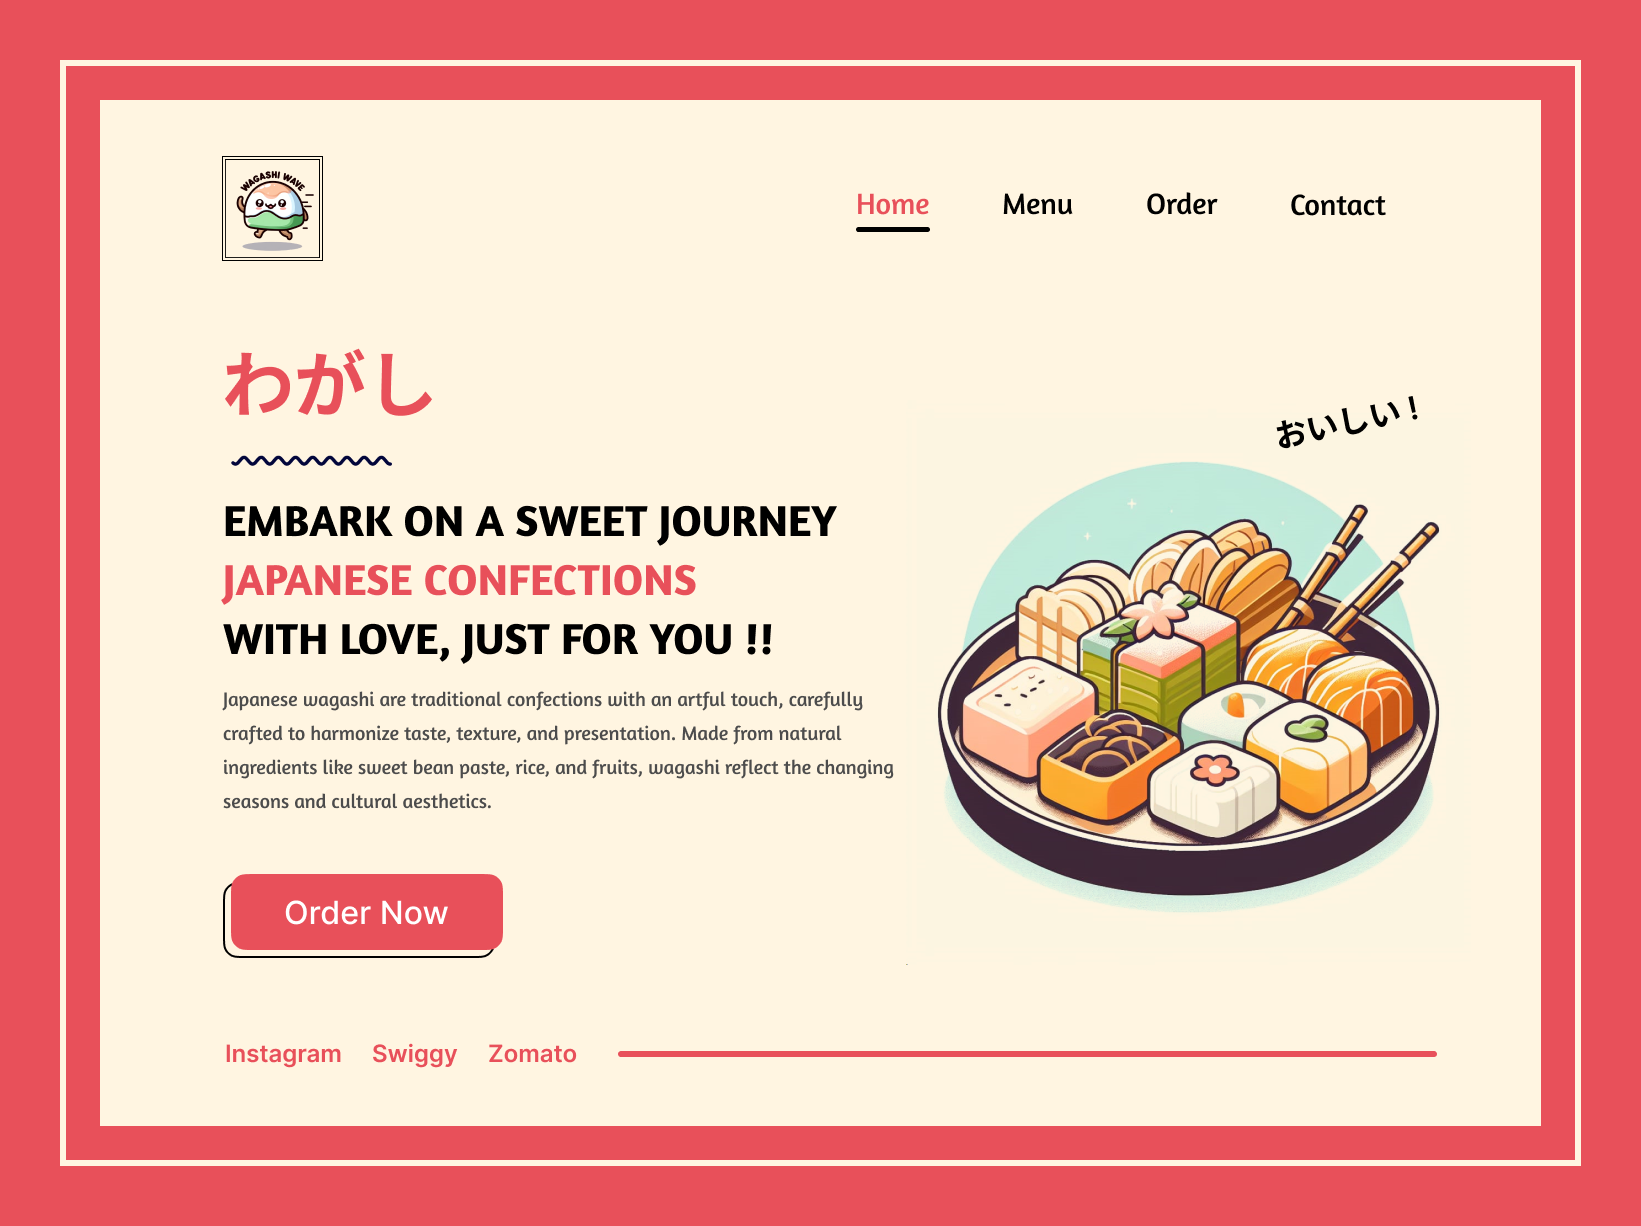 WAGASHI WAVE
Home Menu Order Contact
わがし
おいしい！
EMBARK ON A SWEET JOURNEY
JAPANESE CONFECTIONS
WITH LOVE, JUST FOR YOU !!
Japanese wagashi are traditional confections with an artful touch, carefully
crafted to harmonize taste, texture, and presentation. Made from natural
ingredients like sweet bean paste, rice, and fruits, wagashi reflect the changing
seasons and cultural aesthetics.
Order Now
Instagram Swiggy Zomato